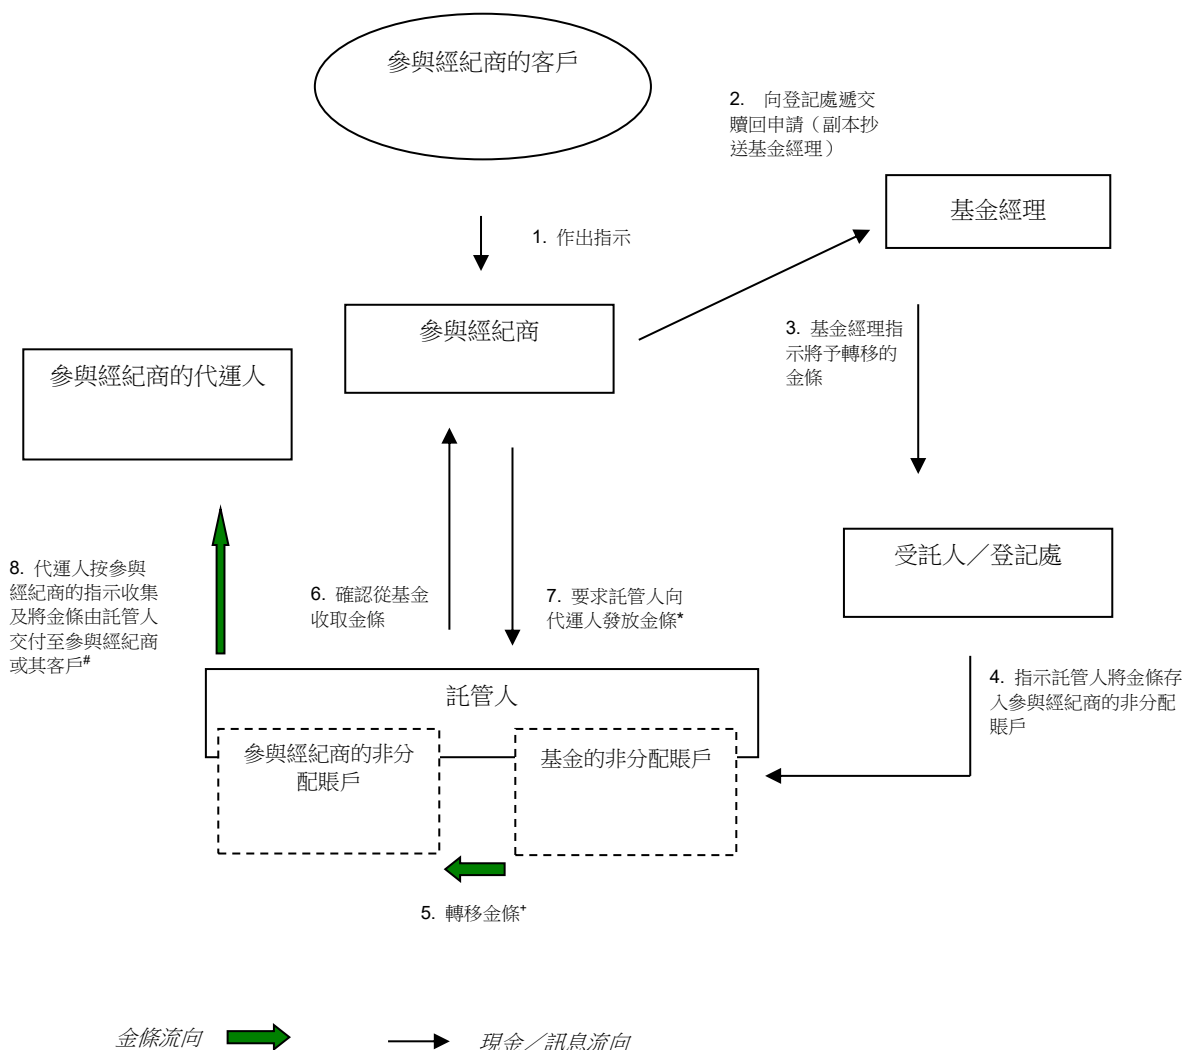 參與經紀商的客戶
2. 向登記處遞交
贖回申請（副本抄
送基金經理）
基金經理
1. 作出指示
參與經紀商
3. 基金經理指
示將予轉移的
金條
參與經紀商的代運人
受託人／登記處
8. 代運人按參與
經紀商的指示收集
及將金條由託管人
交付至參與經紀商
或其客戶#
6. 確認從基金
收取金條
7. 要求託管人向
代運人發放金條*
4. 指示託管人將金條存
入參與經紀商的非分配
賬戶
託管人
參與經紀商的非分
配賬戶
基金的非分配賬戶
5. 轉移金條+
金條流向
現金／訊息流向